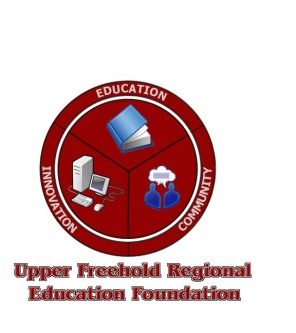 EDUCATION
INNOVATION
COMMUNITY
Upper Freehold Regional
Education Foundation